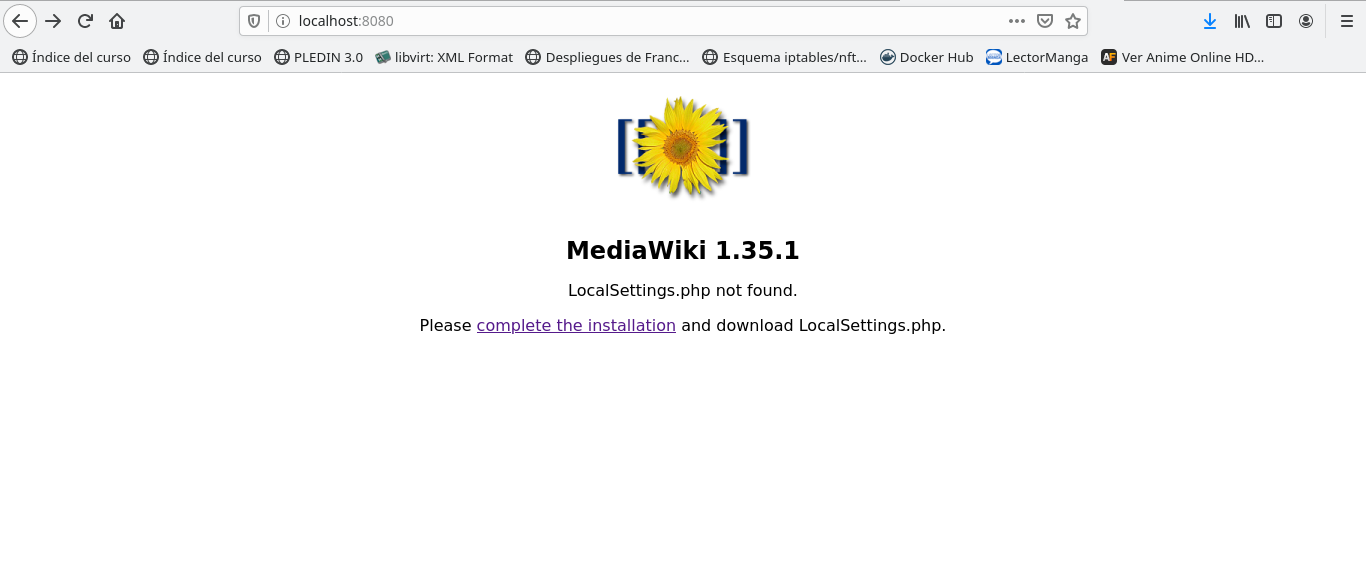 localhost:8080
Índice del curso Índice del curso PLEDIN 3.0 libvirt: XML Format Despliegues de Franc... Esquema iptables/nft... Docker Hub LectorManga AF Ver Anime Online HD...
MediaWiki 1.35.1
LocalSettings.php not found.
Please complete the installation and download LocalSettings.php.